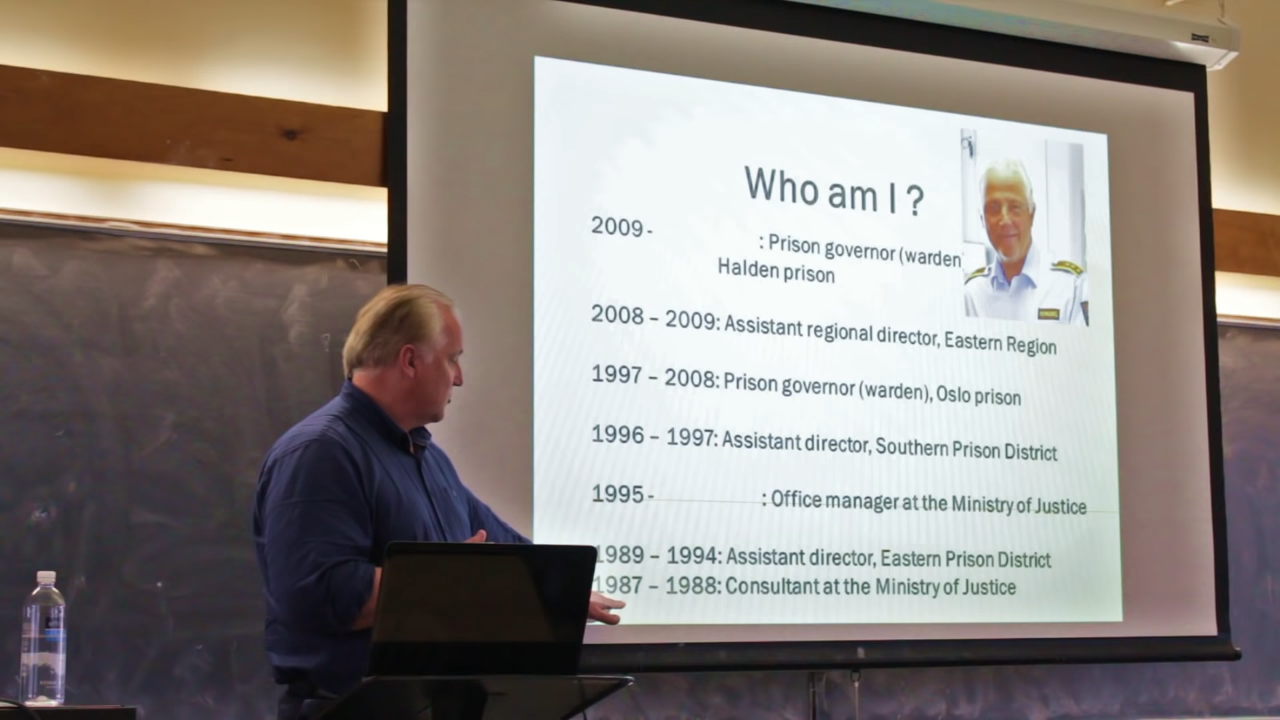 Who am I ?
2009 - : Prison governor (warden
Halden prison
2008 – 2009: Assistant regional director, Eastern Region
1997 – 2008: Prison governor (warden), Oslo prison
1996 – 1997: Assistant director, Southern Prison District
1995 - : Office manager at the Ministry of Justice
1989 – 1994: Assistant director, Eastern Prison District
1987 – 1988: Consultant at the Ministry of Justice